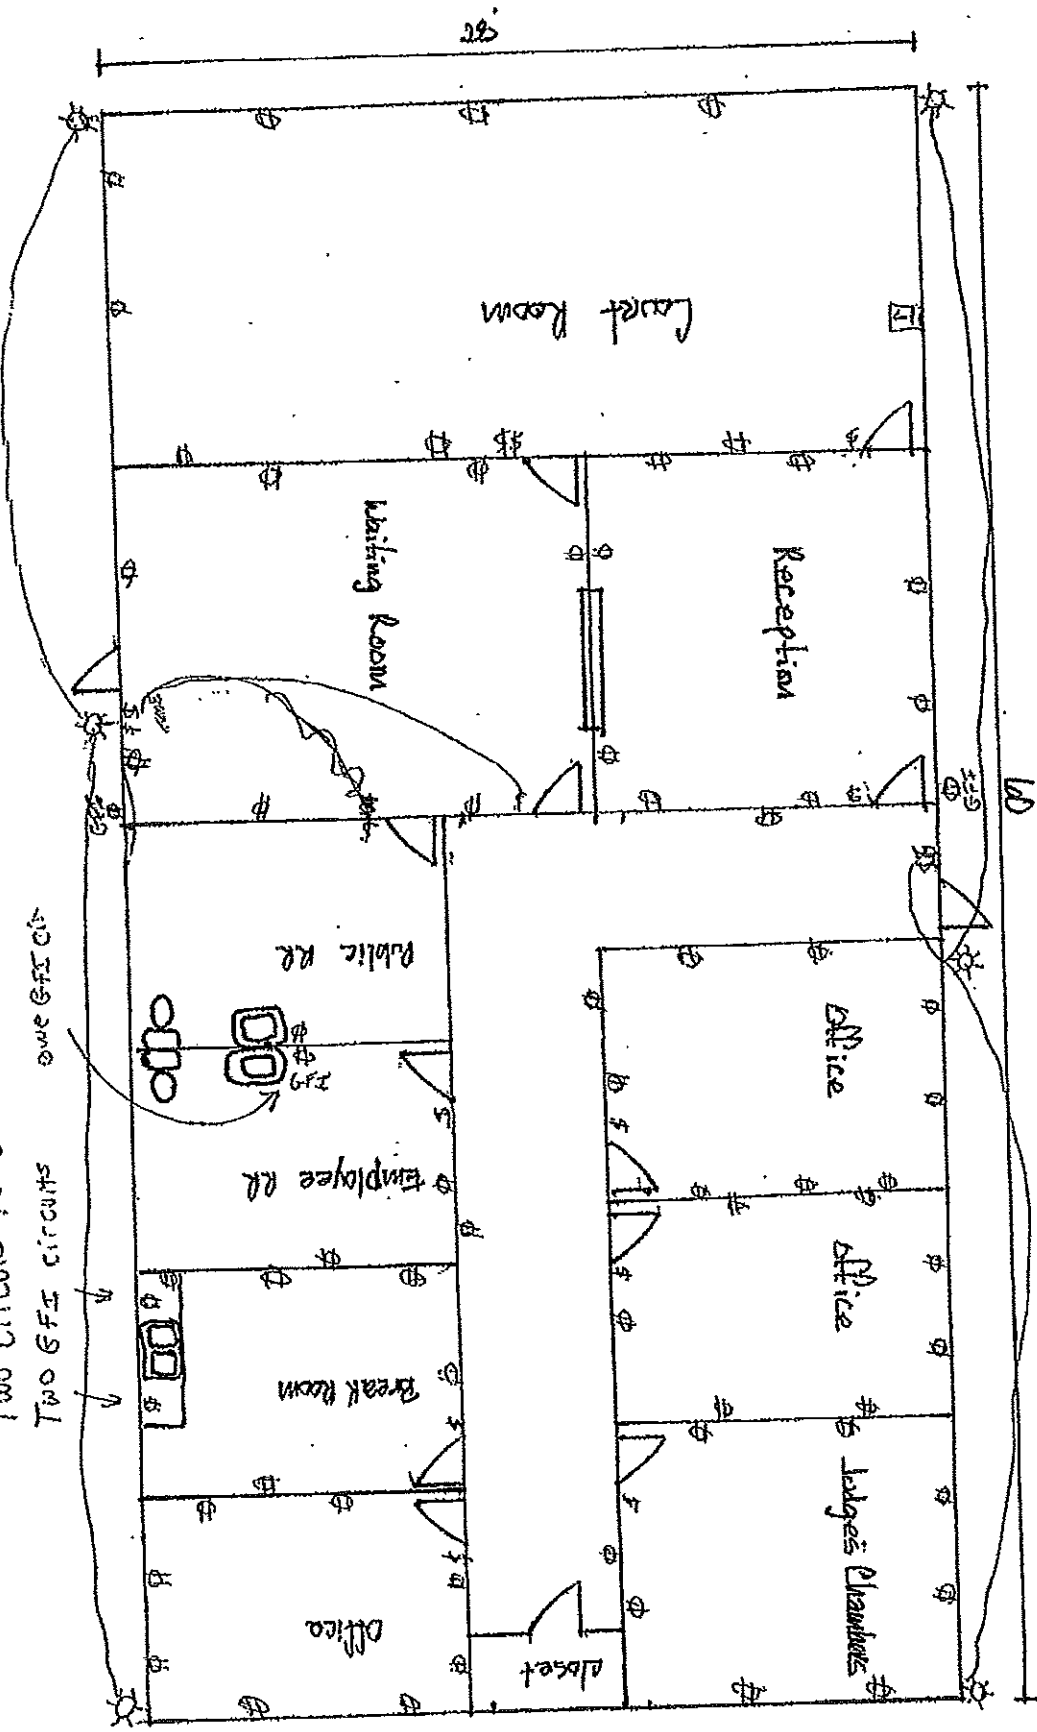 28'
60
Court Room
Waiting Room
Reception
GFI
GFI
Public RR
GFI
Employee RR
Office
Office
Judges Chambers
Break Room
Office
Closet
one GFI cir
Two GFI circuits